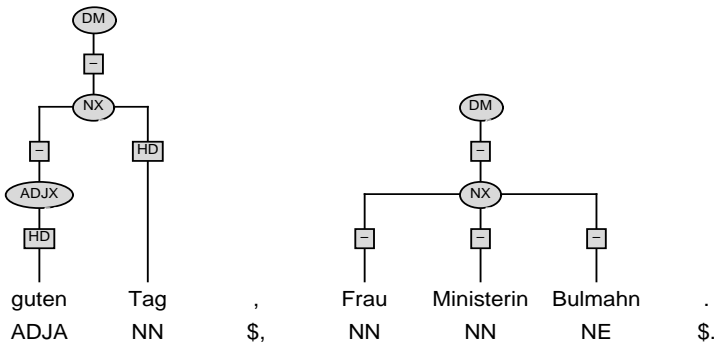 DM
–
NX
– HD
ADJX
HD
DM
–
NX
– – –
guten Tag , Frau Ministerin Bulmahn .
ADJA NN $, NN NN NE $.